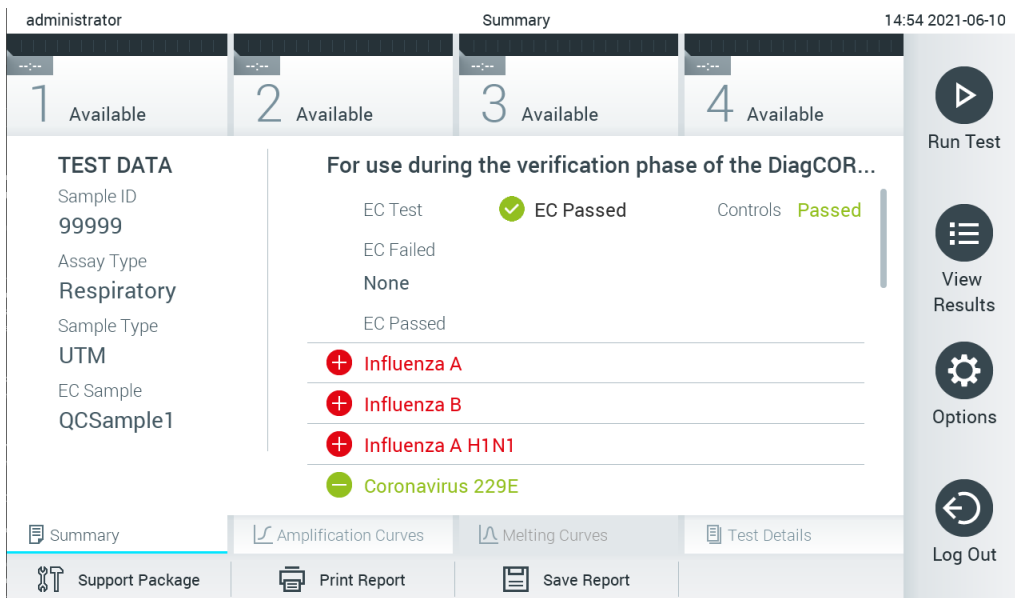 administrator
Summary
14:54 2021-06-10
--:--
--:--
--:--
--:--
1 Available
2 Available
3 Available
4 Available
Run Test
TEST DATA
Sample ID
99999
Assay Type
Respiratory
Sample Type
UTM
EC Sample
QCSample1
For use during the verification phase of the DiagCOR...
EC Test EC Passed Controls Passed
EC Failed
None
EC Passed
Influenza A
Influenza B
Influenza A H1N1
Coronavirus 229E
View
Results
Options
Log Out
Summary
Amplification Curves
Melting Curves
Test Details
Support Package
Print Report
Save Report